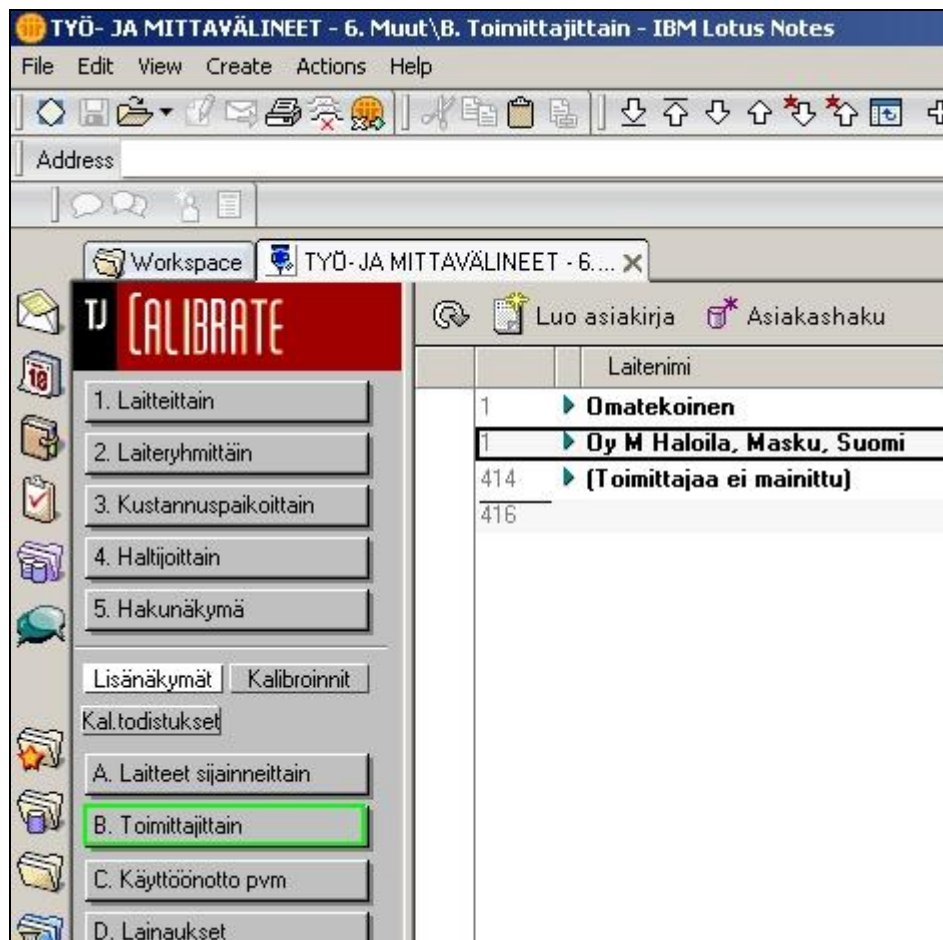 TYÖ- JA MITTAVÄLINEET - 6. Muut\B. Toimittajittain - IBM Lotus Notes
File Edit View Create Actions Help
Address
Workspace TYÖ- JA MITTAVÄLINEET - 6....
TJ CALIBRATE
Luo asiakirja Asiakashaku
Laitenimi
1. Laitteittain
2. Laiteryhmittäin
3. Kustannuspaikoittain
4. Haltijoittain
5. Hakunäkymä
1 Omatekoinen
1 Oy M Haloila, Masku, Suomi
414 (Toimittajaa ei mainittu)
416
Lisänäkymät Kalibroinnit
Kal.todistukset
A. Laitteet sijainneittain
B. Toimittajittain
C. Käyttöönotto pvm
D. Lainaukset